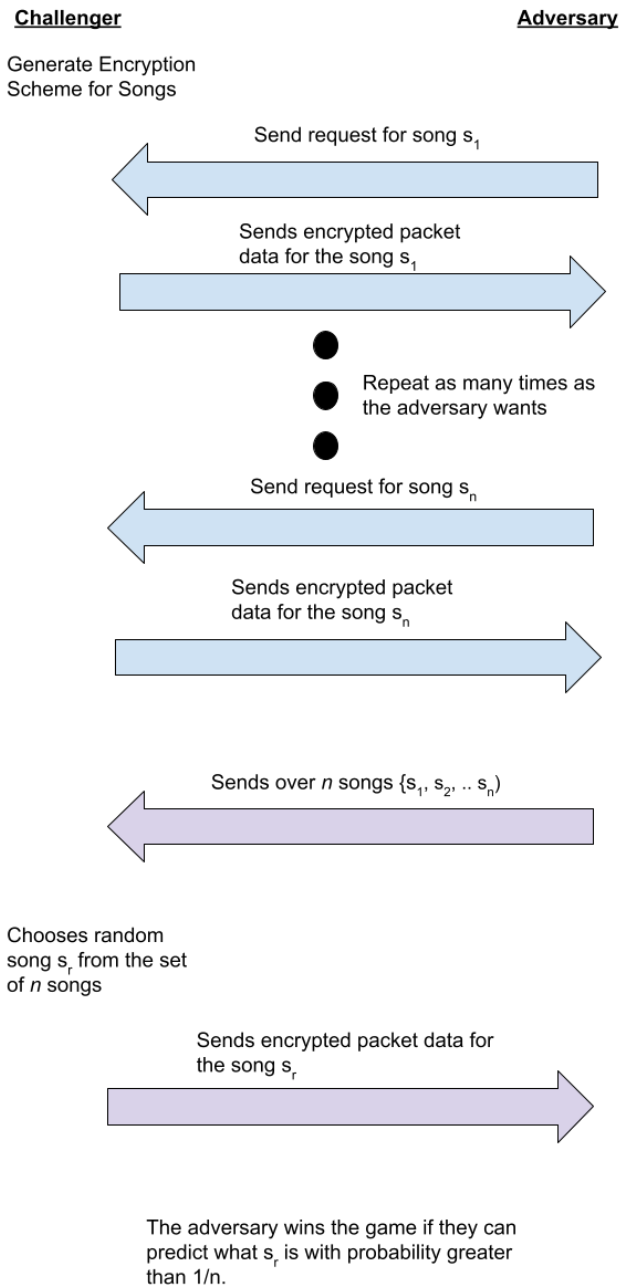 Challenger Adversary
Generate Encryption
Scheme for Songs
Send request for song s₁
Sends encrypted packet
data for the song s₁
Repeat as many times as
the adversary wants
Send request for song sₙ
Sends encrypted packet
data for the song sₙ
Sends over n songs {s₁, s₂, .. sₙ)
Chooses random
song sᵣ from the set
of n songs
Sends encrypted packet data for
the song sᵣ
The adversary wins the game if they can
predict what sᵣ is with probability greater
than 1/n.